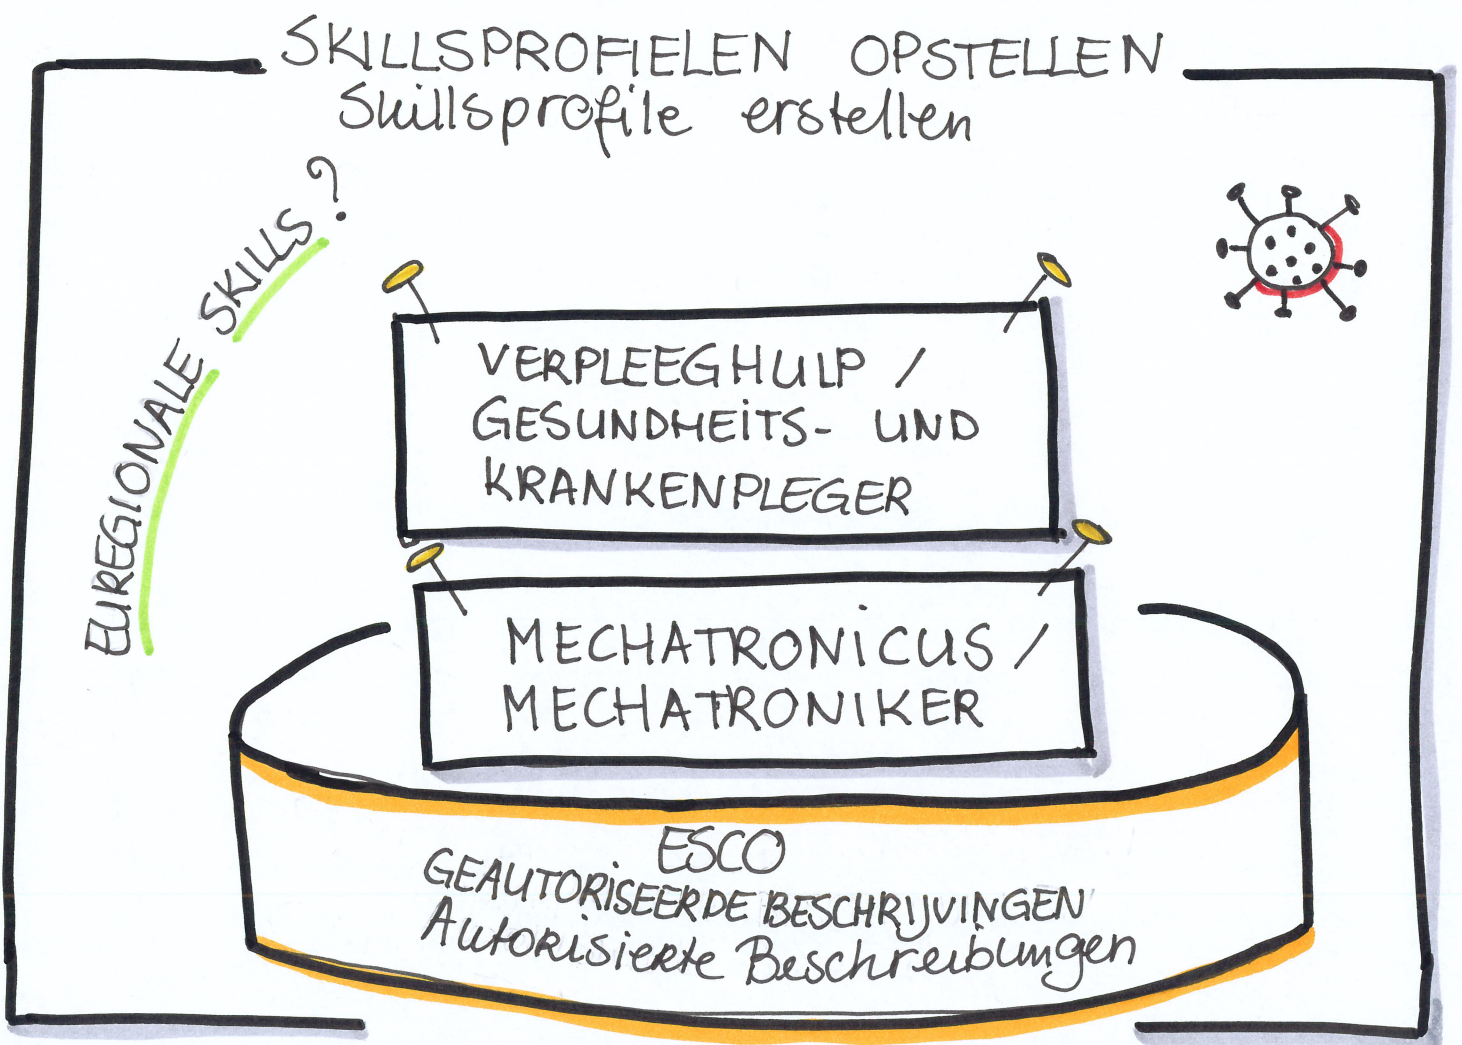 SKILLSPROFIELEN OPSTELLEN
Skillsprofile erstellen
EUREGIONALE SKILLS?
VERPLEEGHULP /
GESUNDHEITS- UND
KRANKENPLEGER
MECHATRONICUS /
MECHATRONIKER
ESCO
GEAUTORISEERDE BESCHRIJVINGEN
Autorisierte Beschreibungen